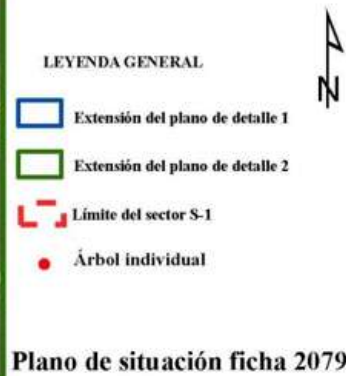 N
LEYENDA GENERAL
Extensión del plano de detalle 1
Extensión del plano de detalle 2
Límite del sector S-1
Árbol individual
Plano de situación ficha 2079